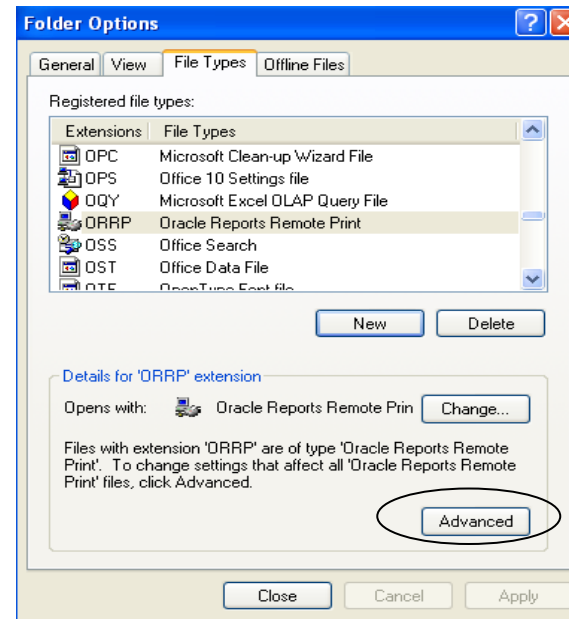 Folder Options
General View File Types Offline Files
Registered file types:
Extensions File Types
OPC Microsoft Clean-up Wizard File
OPS Office 10 Settings file
OQY Microsoft Excel OLAP Query File
ORRP Oracle Reports Remote Print
OSS Office Search
OST Office Data File
OTF OpenType Font file
New Delete
Details for 'ORRP' extension
Opens with: Oracle Reports Remote Prin Change...
Files with extension 'ORRP' are of type 'Oracle Reports Remote
Print'. To change settings that affect all 'Oracle Reports Remote
Print' files, click Advanced.
Advanced
Close Cancel Apply